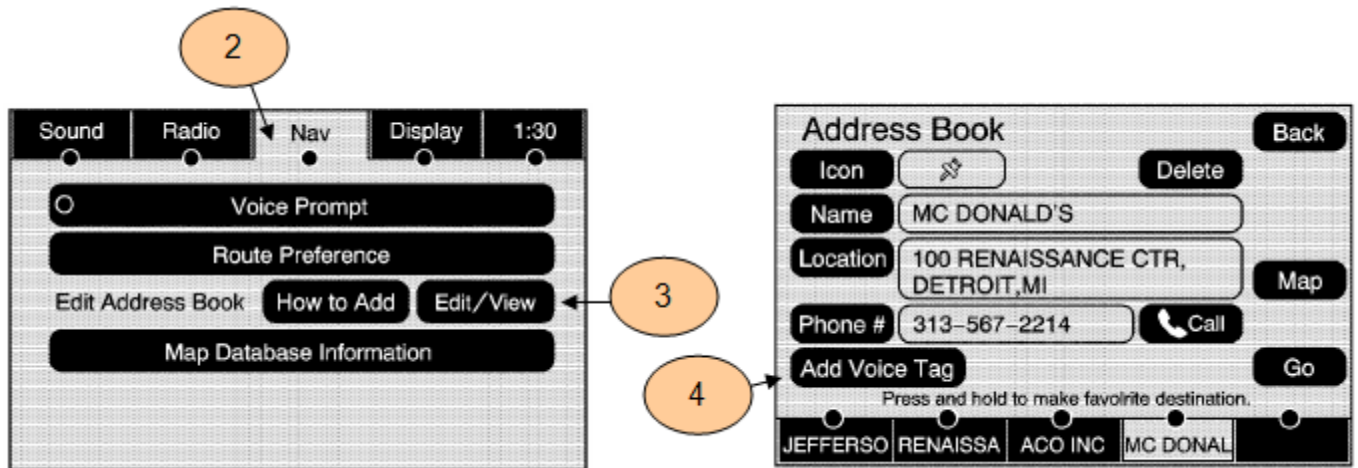 2
Sound Radio Nav Display 1:30
Voice Prompt
Route Preference
Edit Address Book How to Add Edit/View
3
Map Database Information
Address Book Back
Icon Delete
Name MC DONALD'S
Location 100 RENAISSANCE CTR,
DETROIT,MI
Map
Phone # 313-567-2214 Call
4
Add Voice Tag Go
Press and hold to make favolrite destination.
JEFFERSO RENAISSA ACO INC MC DONAL